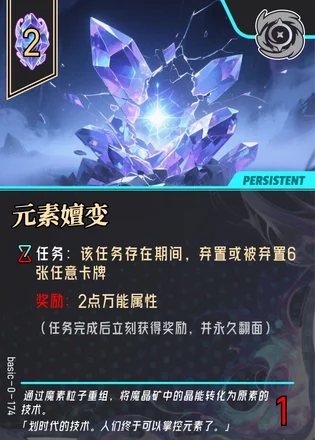 2
PERSISTENT
元素嬗变
任务：该任务存在期间，弃置或被弃置6
张任意卡牌
奖励：2点万能属性
（任务完成后立刻获得奖励，并永久翻面）
basic-0-174
通过魔素粒子重组，将魔晶矿中的晶能转化为原素的
技术。
「划时代的技术。人们终于可以掌控元素了。」
1